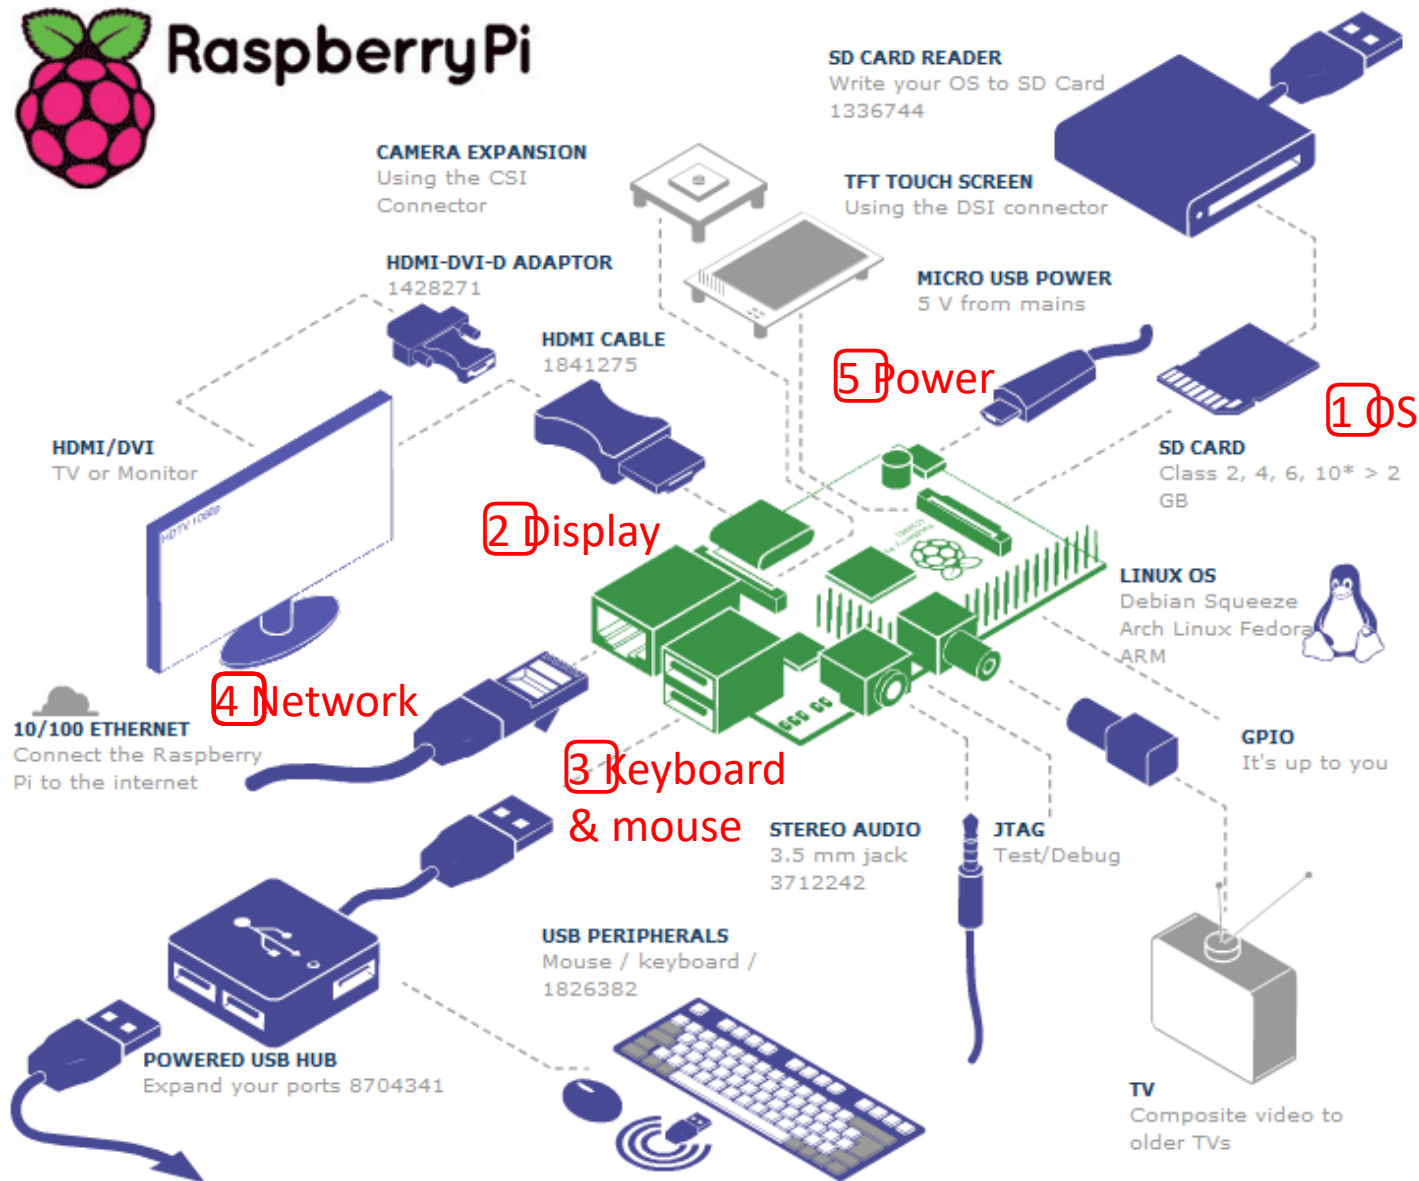 RaspberryPi
SD CARD READER
Write your OS to SD Card
1336744
CAMERA EXPANSION
Using the CSI
Connector
TFT TOUCH SCREEN
Using the DSI connector
HDMI-DVI-D ADAPTOR
1428271
MICRO USB POWER
5 V from mains
HDMI CABLE
1841275
5 Power
1 OS
HDMI/DVI
TV or Monitor
SD CARD
Class 2, 4, 6, 10* > 2
GB
HDTV 1080p
2 Display
LINUX OS
Debian Squeeze
Arch Linux Fedora
ARM
4 Network
10/100 ETHERNET
Connect the Raspberry
Pi to the internet
GPIO
It's up to you
3 Keyboard
& mouse
STEREO AUDIO
3.5 mm jack
3712242
JTAG
Test/Debug
USB PERIPHERALS
Mouse / keyboard /
1826382
POWERED USB HUB
Expand your ports 8704341
TV
Composite video to
older TVs